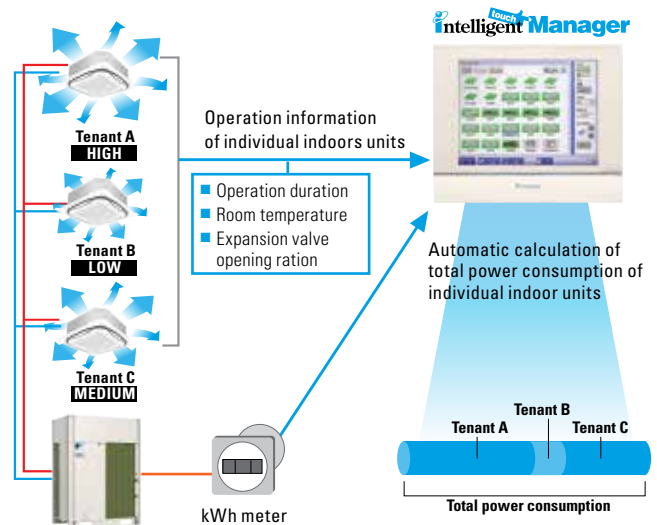 touch
intelligent Manager
Tenant A
HIGH
Tenant B
LOW
Tenant C
MEDIUM
Operation information
of individual indoors units
■ Operation duration
■ Room temperature
■ Expansion valve
opening ration
kWh meter
Automatic calculation of
total power consumption of
individual indoor units
Tenant B
Tenant A
Tenant C
Total power consumption